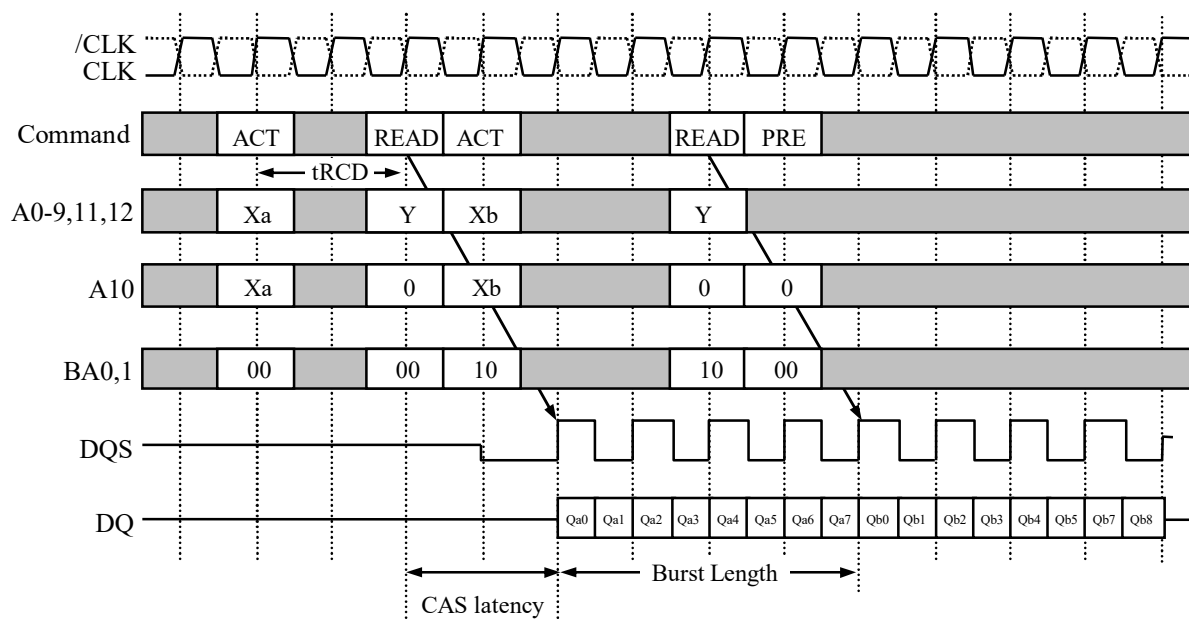 /CLK
CLK
Command ACT READ ACT READ PRE
tRCD
A0-9,11,12 Xa Y Xb Y
A10 Xa 0 Xb 0 0
BA0,1 00 00 10 10 00
DQS
DQ Qa0 Qa1 Qa2 Qa3 Qa4 Qa5 Qa6 Qa7 Qb0 Qb1 Qb2 Qb3 Qb4 Qb5 Qb7 Qb8
Burst Length
CAS latency